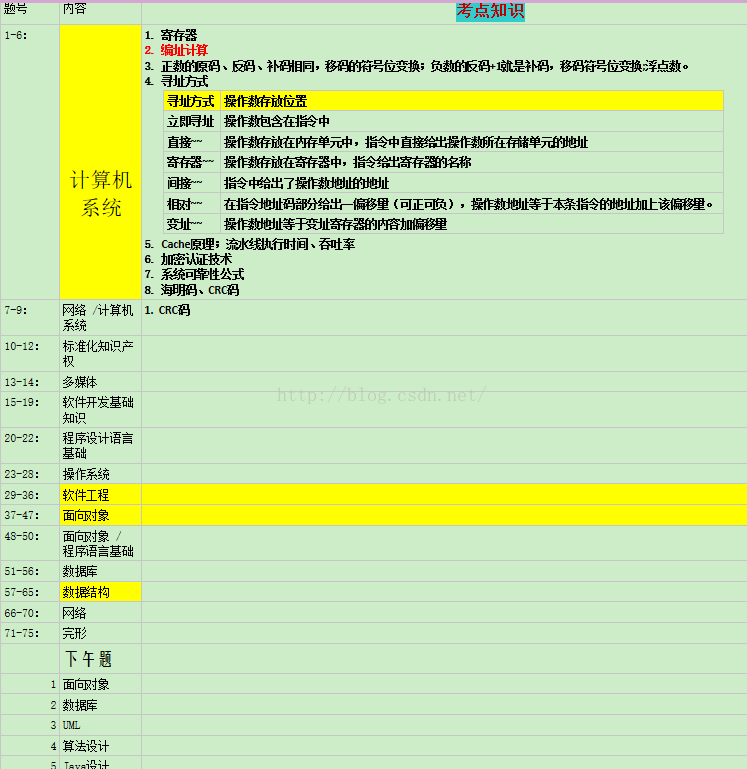 题号 内容 考点知识
1-6: 计算机系统
1. 寄存器
2. 编址计算
3. 正数的原码、反码、补码相同，移码的符号位变换；负数的反码+1就是补码，移码符号位变换;浮点数。
4. 寻址方式
寻址方式 操作数存放位置
立即寻址 操作数包含在指令中
直接~~ 操作数存放在内存单元中，指令中直接给出操作数所在存储单元的地址
寄存器~~ 操作数存放在寄存器中，指令给出寄存器的名称
间接~~ 指令中给出了操作数地址的地址
相对~~ 在指令地址码部分给出一偏移量（可正可负），操作数地址等于本条指令的地址加上该偏移量。
变址~~ 操作数地址等于变址寄存器的内容加偏移量
5. Cache原理；流水线执行时间、吞吐率
6. 加密认证技术
7. 系统可靠性公式
8. 海明码、CRC码
7-9: 网络 /计算机系统 1. CRC码
10-12: 标准化知识产权
13-14: 多媒体
http://blog.csdn.net/
15-19: 软件开发基础知识
20-22: 程序设计语言基础
23-28: 操作系统
29-36: 软件工程
37-47: 面向对象
48-50: 面向对象 /
程序语言基础
51-56: 数据库
57-65: 数据结构
66-70: 网络
71-75: 完形
下午题
1 面向对象
2 数据库
3 UML
4 算法设计
5 Java设计